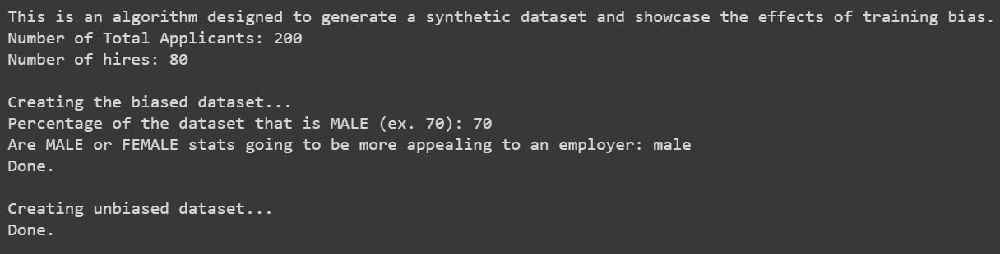 This is an algorithm designed to generate a synthetic dataset and showcase the effects of training bias.
Number of Total Applicants: 200
Number of hires: 80
Creating the biased dataset...
Percentage of the dataset that is MALE (ex. 70): 70
Are MALE or FEMALE stats going to be more appealing to an employer: male
Done.
Creating unbiased dataset...
Done.